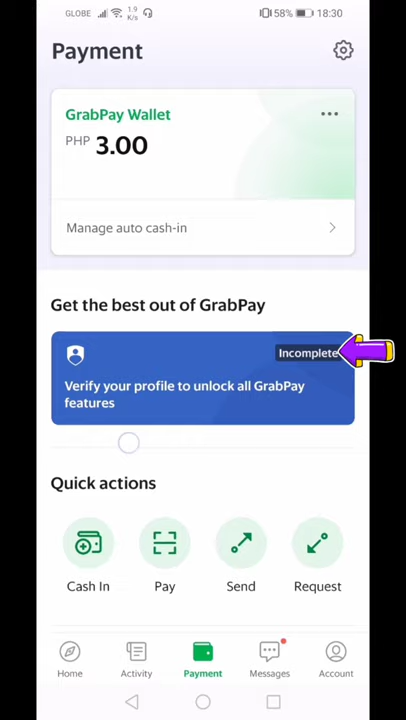 GLOBE 1.9 K/s 58% 18:30
Payment
GrabPay Wallet
PHP 3.00
Manage auto cash-in
Get the best out of GrabPay
Incomplete
Verify your profile to unlock all GrabPay
features
Quick actions
Cash In Pay Send Request
Home Activity Payment Messages Account